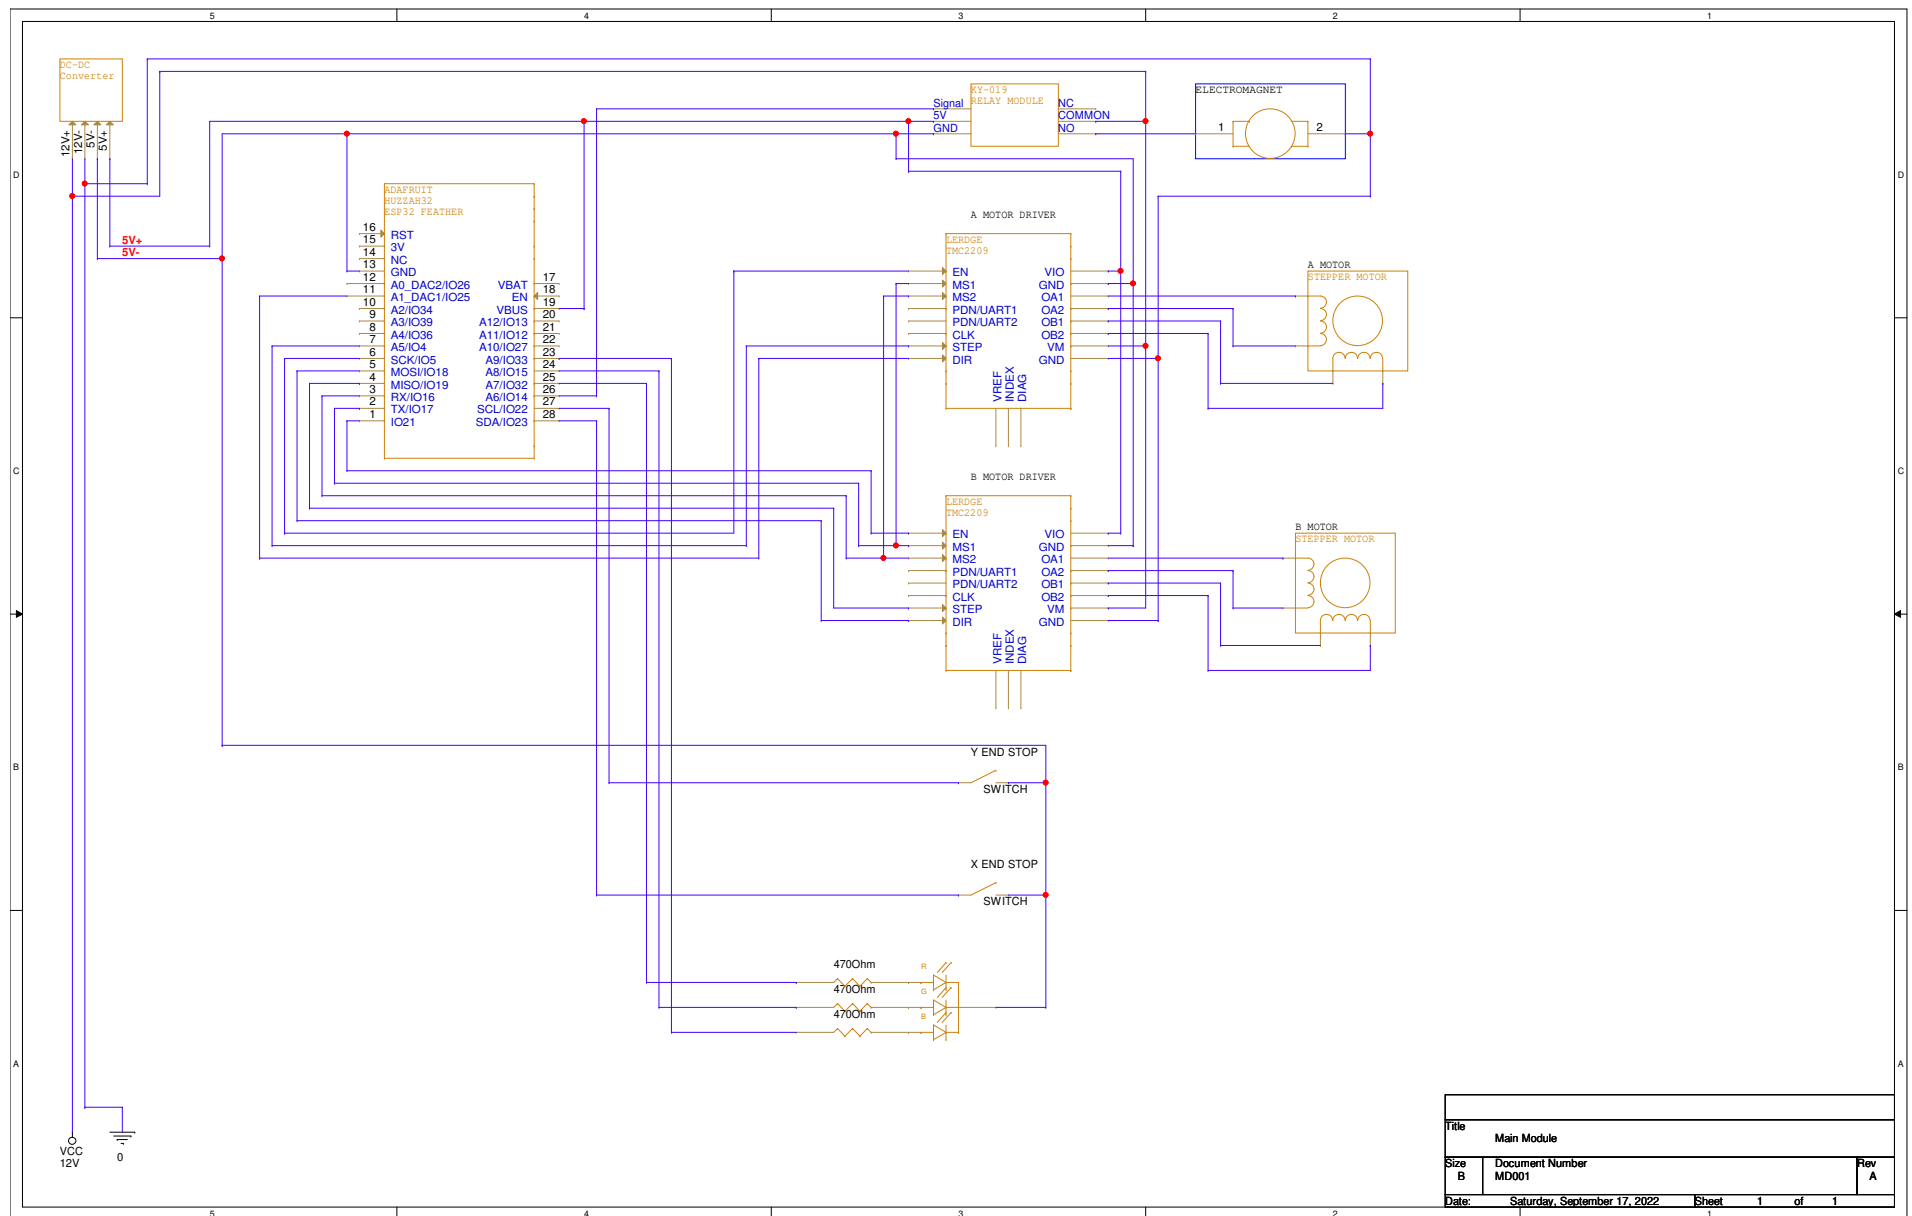 5 4 3 2 1
DC-DC
Converter
12V+ 12V- 5V- 5V+
KY-019
RELAY MODULE
Signal
5V
GND
NC
COMMON
NO
ELECTROMAGNET
1 2
D D
5V+
5V-
ADAFRUIT
HUZZAH32
ESP32 FEATHER
16 RST
15 3V
14 NC
13 GND
12 A0_DAC2/IO26
11 A1_DAC1/IO25
10 A2/IO34
9 A3/IO39
8 A4/IO36
7 A5/IO4
6 SCK/IO5
5 MOSI/IO18
4 MISO/IO19
3 RX/IO16
2 TX/IO17
1 IO21
VBAT 17
EN 18
VBUS 19
A12/IO13 20
A11/IO12 21
A10/IO27 22
A9/IO33 23
A8/IO15 24
A7/IO32 25
A6/IO14 26
SCL/IO22 27
SDA/IO23 28
A MOTOR DRIVER
LERDGE
TMC2209
EN
MS1
MS2
PDN/UART1
PDN/UART2
CLK
STEP
DIR
VIO
GND
OA1
OA2
OB1
OB2
VM
GND
VREF
INDEX
DIAG
A MOTOR
STEPPER MOTOR
C C
B MOTOR DRIVER
LERDGE
TMC2209
EN
MS1
MS2
PDN/UART1
PDN/UART2
CLK
STEP
DIR
VIO
GND
OA1
OA2
OB1
OB2
VM
GND
VREF
INDEX
DIAG
B MOTOR
STEPPER MOTOR
B B
Y END STOP
SWITCH
X END STOP
SWITCH
470Ohm
R
470Ohm
G
470Ohm
B
A A
VCC
12V
0
Title
Main Module
Size
B
Document Number
MD001
Rev
A
Date: Saturday, September 17, 2022 Sheet 1 of 1
5 4 3 2 1